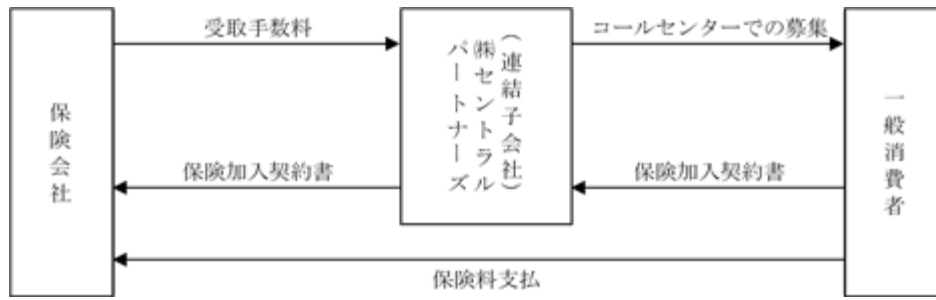 受取手数料
コールセンターでの募集
保険会社
（連結子会社）
㈱セントラル
パートナーズ
一般消費者
保険加入契約書
保険加入契約書
保険料支払